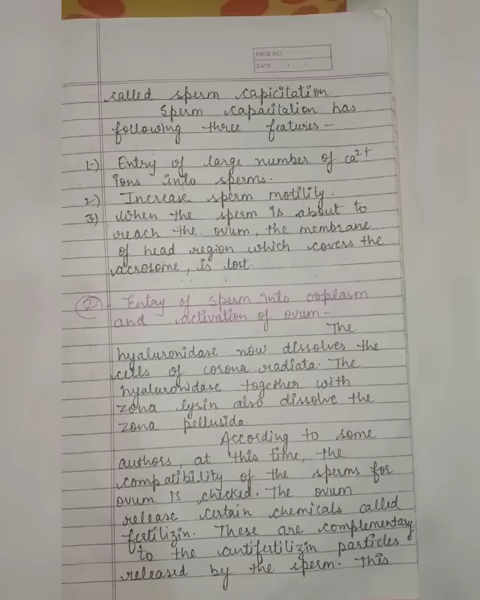 PAGE NO
DATE : / /
called sperm capicitation.
Sperm capacitation has
following three features -
1-) Entry of large number of ca²⁺
ions into sperms.
2-) Increase sperm motility.
3) When the sperm is about to
reach the ovum, the membrane
of head region which covers the
acrosome, is lost.
② - Entry of sperm into ooplasm
and activation of ovum -
The
hyaluronidase now dissolves the
cells of corona radiata. The
hyaluronidase together with
zona lysin also dissolve the
zona pellusida
According to some
authors, at this time, the
compatibility of the sperms for
ovum is chicked. The ovum
release certain chemicals called
fertilizin. These are complementary
to the antifertilizin particles
released by the sperm. This